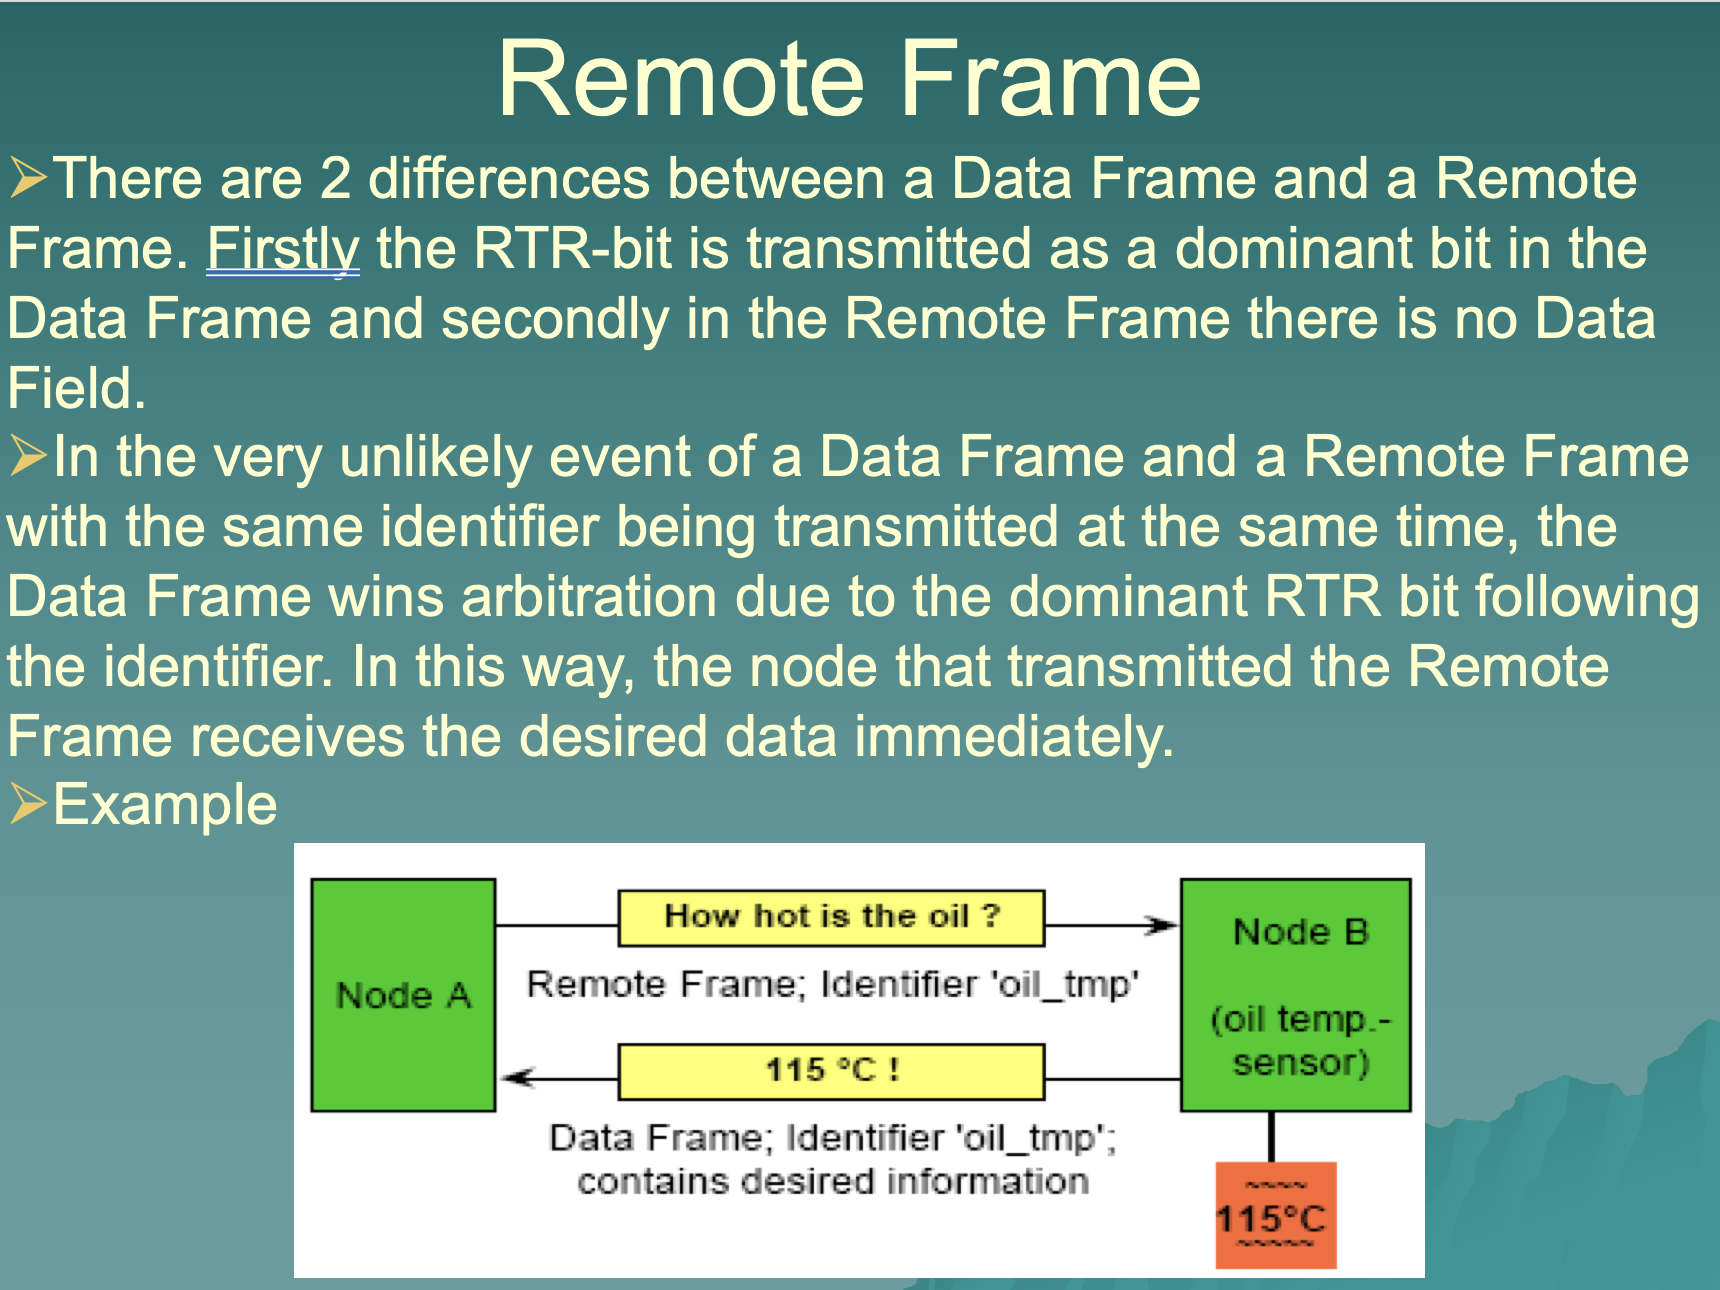 Remote Frame
There are 2 differences between a Data Frame and a Remote
Frame. Firstly the RTR-bit is transmitted as a dominant bit in the
Data Frame and secondly in the Remote Frame there is no Data
Field.
In the very unlikely event of a Data Frame and a Remote Frame
with the same identifier being transmitted at the same time, the
Data Frame wins arbitration due to the dominant RTR bit following
the identifier. In this way, the node that transmitted the Remote
Frame receives the desired data immediately.
Example
Node A
How hot is the oil ?
Remote Frame; Identifier 'oil_tmp'
115 °C !
Data Frame; Identifier 'oil_tmp';
contains desired information
Node B
(oil temp.-
sensor)
~~~~
115°C
~~~~~